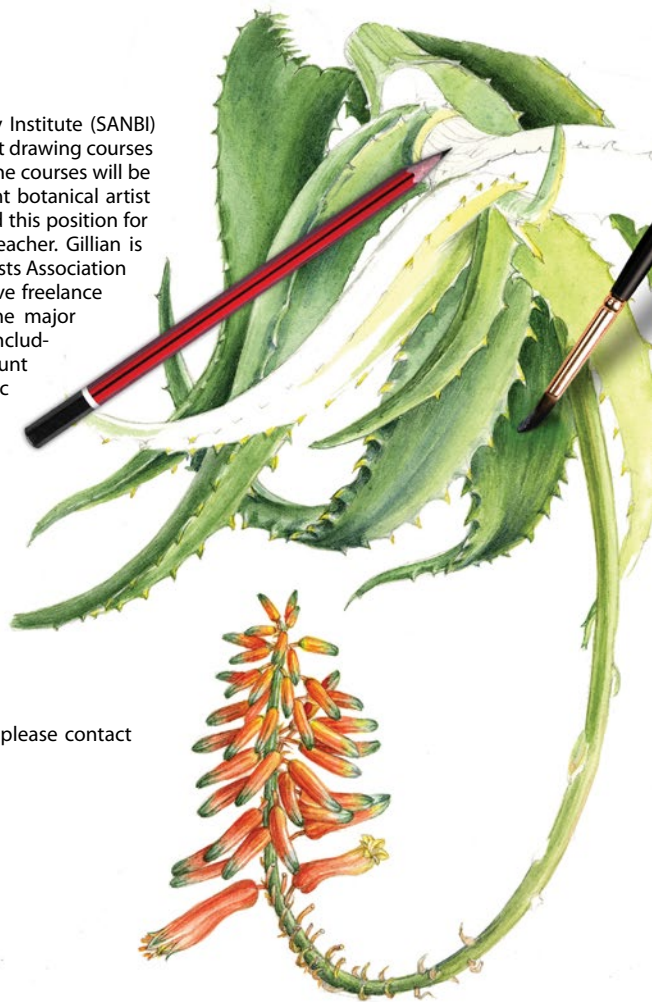 y Institute (SANBI)
t drawing courses
he courses will be
nt botanical artist
d this position for
eacher. Gillian is
sts Association
ve freelance
ne major
nclud-
unt
c
please contact